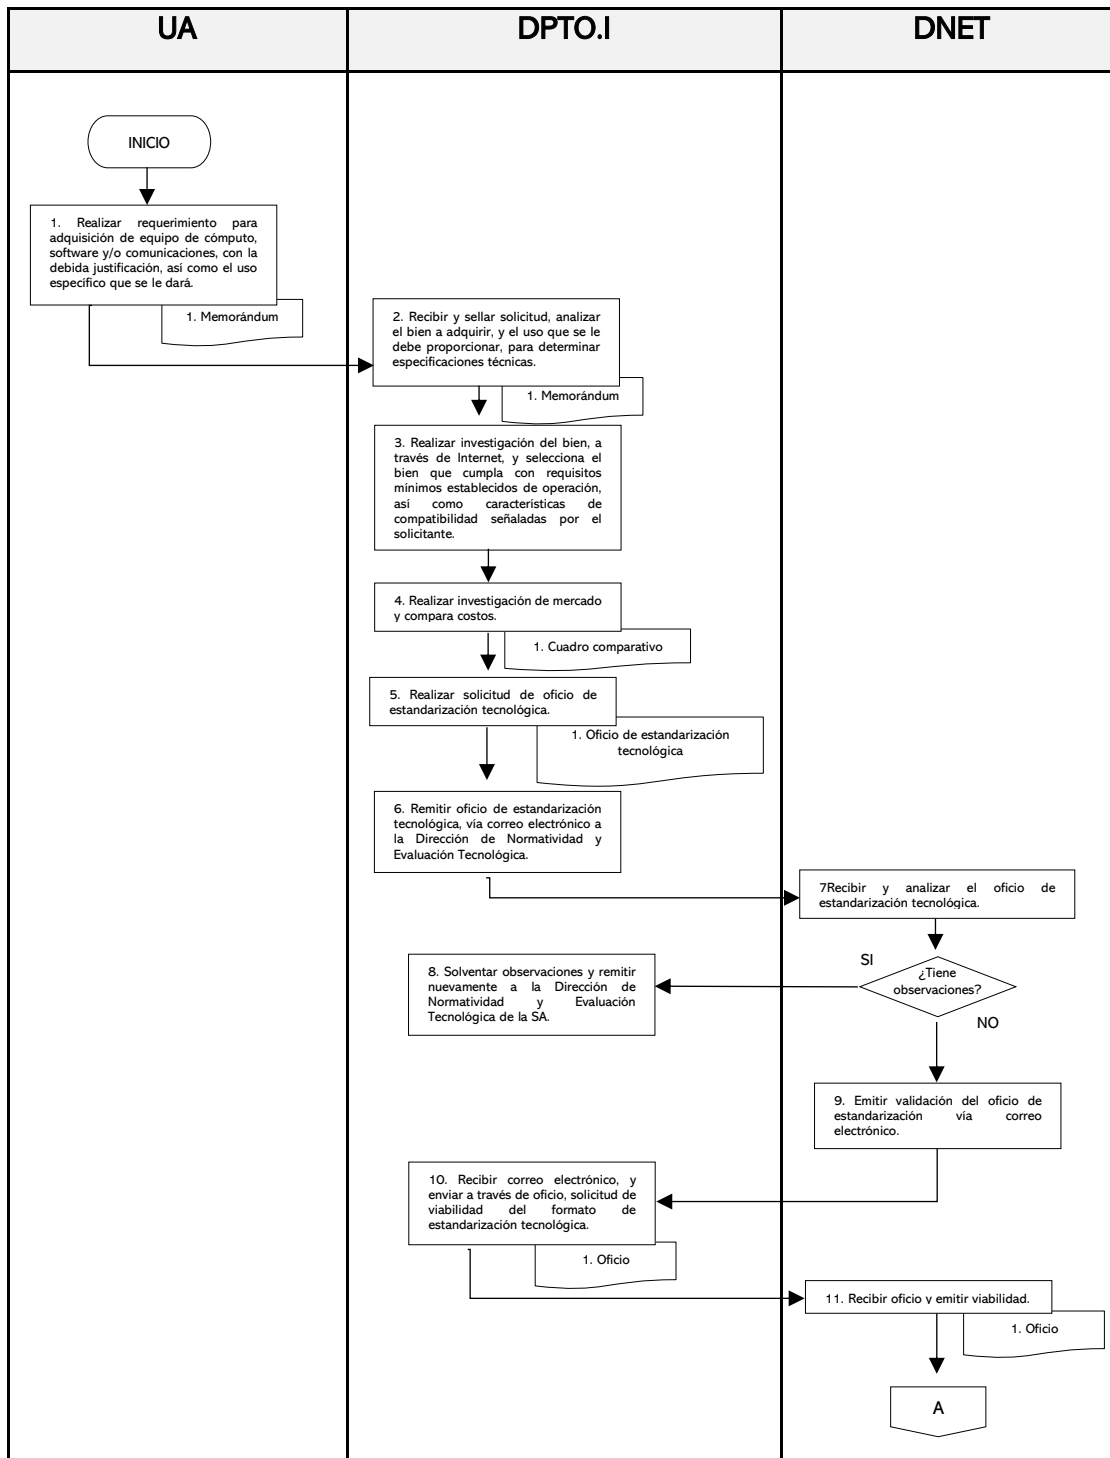 UA
DPTO.I
DNET
INICIO
1. Realizar requerimiento para
adquisición de equipo de cómputo,
software y/o comunicaciones, con la
debida justificación, así como el uso
específico que se le dará.
1. Memorándum
2. Recibir y sellar solicitud, analizar
el bien a adquirir, y el uso que se le
debe proporcionar, para determinar
especificaciones técnicas.
1. Memorándum
3. Realizar investigación del bien, a
través de Internet, y selecciona el
bien que cumpla con requisitos
mínimos establecidos de operación,
así como características de
compatibilidad señaladas por el
solicitante.
4. Realizar investigación de mercado
y compara costos.
1. Cuadro comparativo
5. Realizar solicitud de oficio de
estandarización tecnológica.
1. Oficio de estandarización
tecnológica
6. Remitir oficio de estandarización
tecnológica, vía correo electrónico a
la Dirección de Normatividad y
Evaluación Tecnológica.
7Recibir y analizar el oficio de
estandarización tecnológica.
SI
¿Tiene
observaciones?
NO
8. Solventar observaciones y remitir
nuevamente a la Dirección de
Normatividad y Evaluación
Tecnológica de la SA.
9. Emitir validación del oficio de
estandarización vía correo
electrónico.
10. Recibir correo electrónico, y
enviar a través de oficio, solicitud de
viabilidad del formato de
estandarización tecnológica.
1. Oficio
11. Recibir oficio y emitir viabilidad.
1. Oficio
A